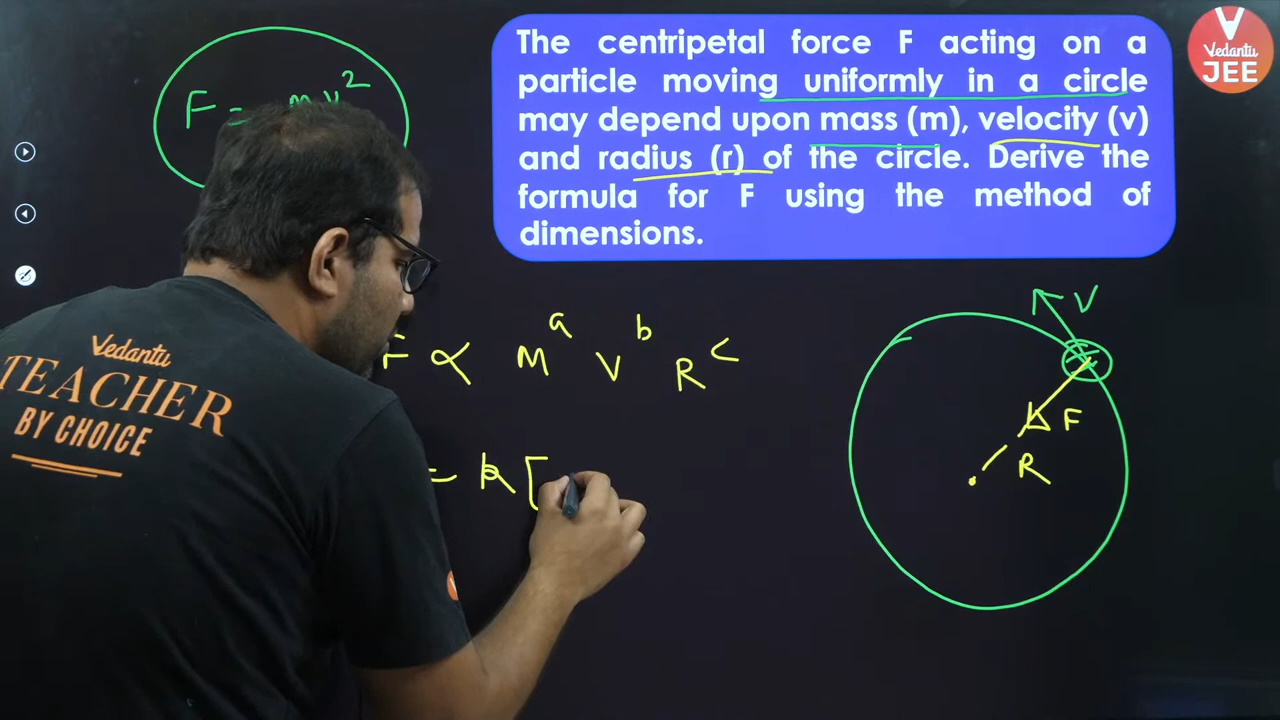 F = mv²
The centripetal force F acting on a
particle moving uniformly in a circle
may depend upon mass (m), velocity (v)
and radius (r) of the circle. Derive the
formula for F using the method of
dimensions.
V
Vedantu
JEE
Vedantu
TEACHER
BY CHOICE
F ∝ M^a V^b R^c
= k [
V
F
R